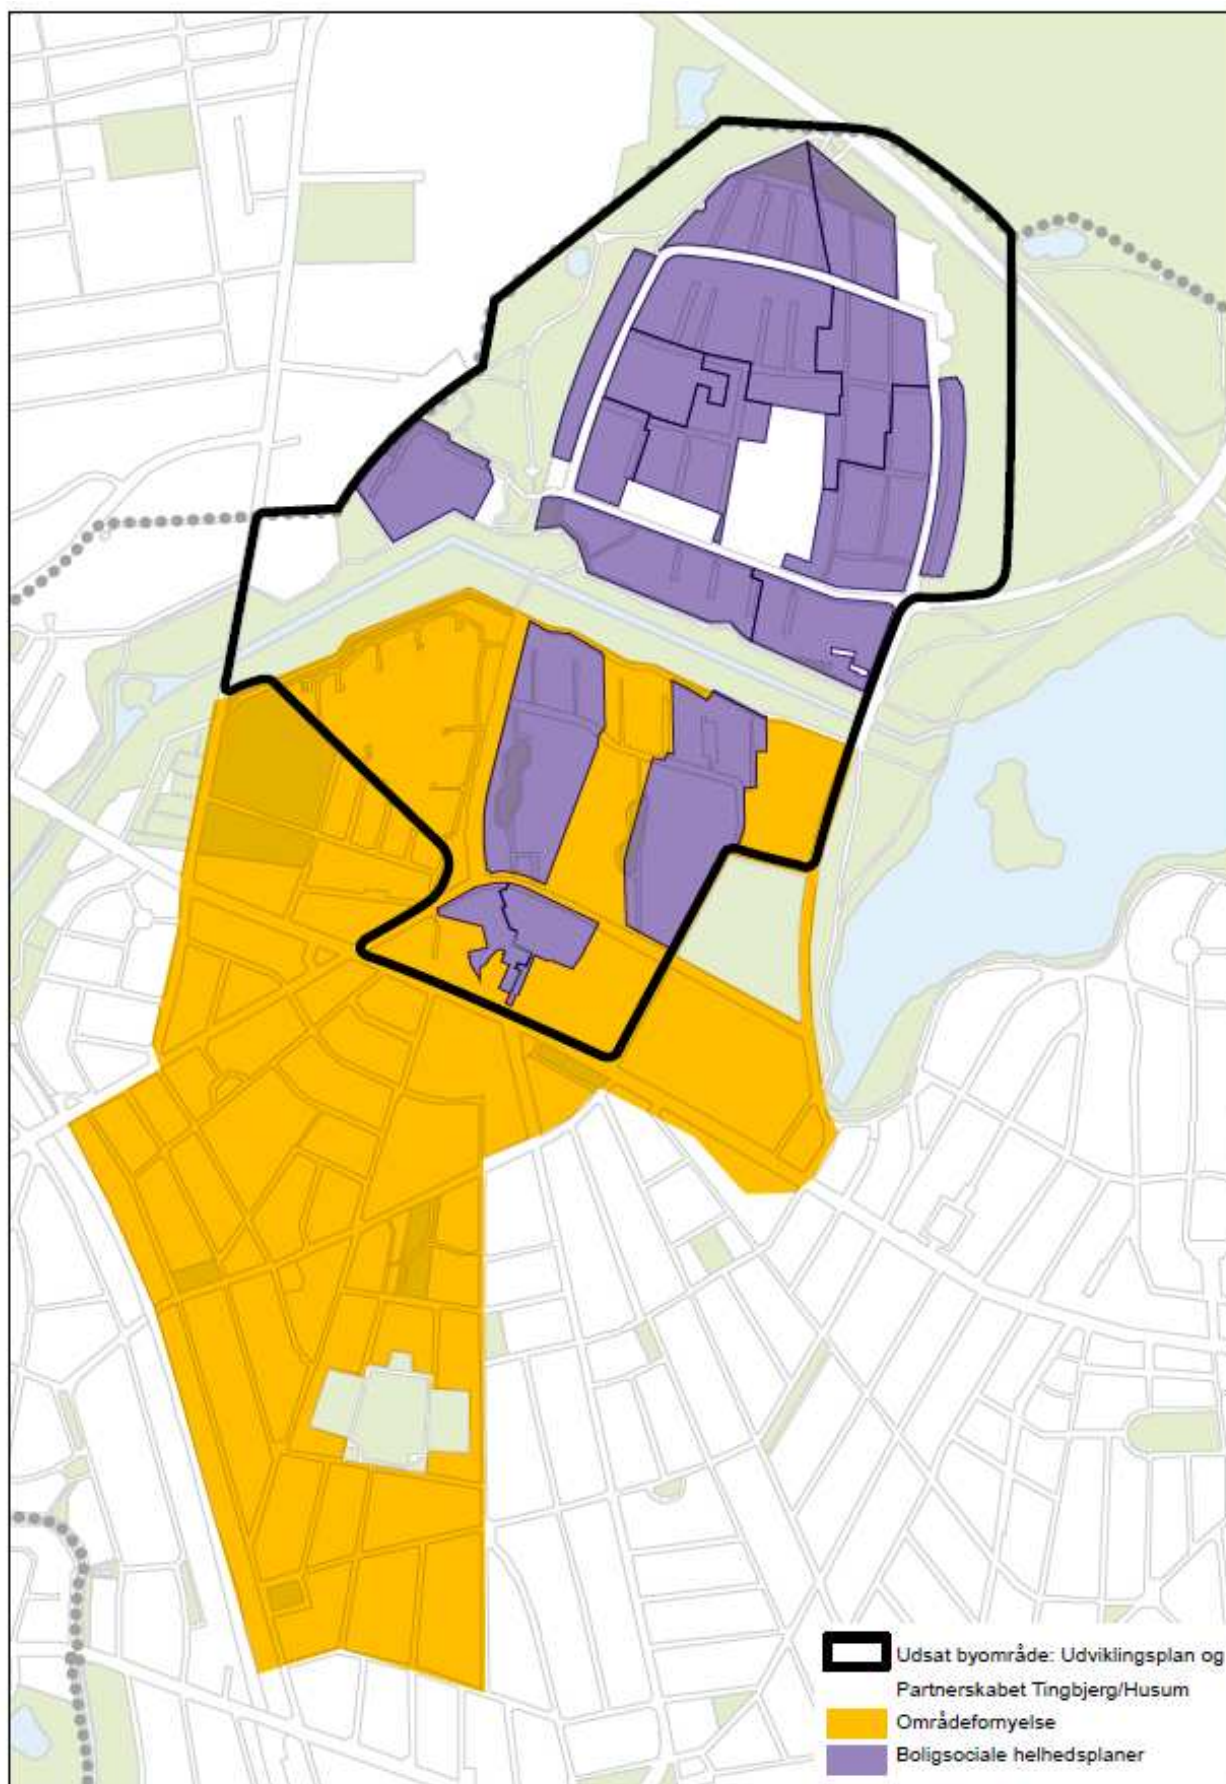 Udsat byområde: Udviklingsplan og
Partnerskabet Tingbjerg/Husum
Områdefornyelse
Boligsociale helhedsplaner